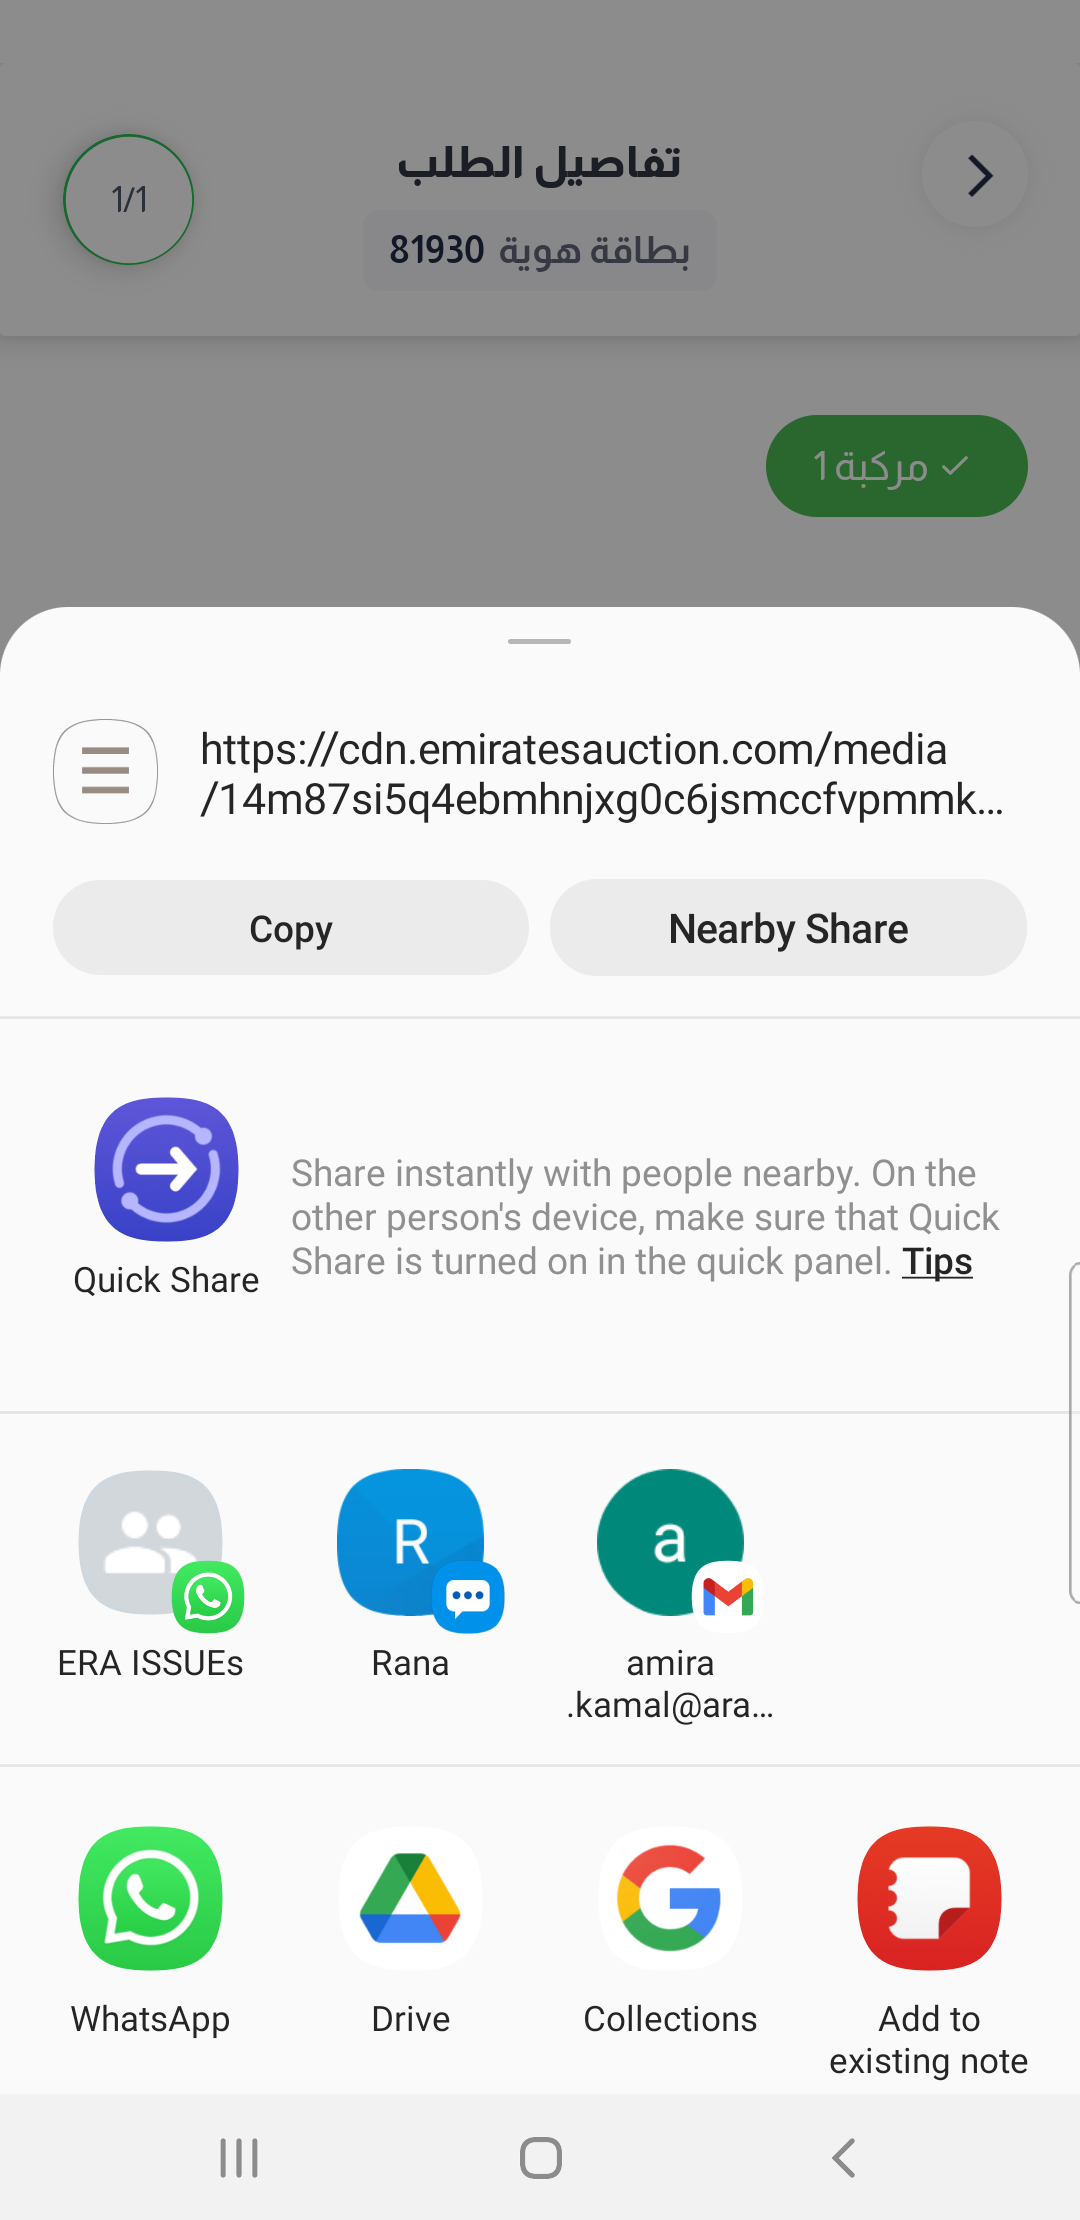 تفاصيل الطلب
1/1
بطاقة هوية 81930
مركبة 1
https://cdn.emiratesauction.com/media
/14m87si5q4ebmhnjxg0c6jsmccfvpmmk...
Copy
Nearby Share
Share instantly with people nearby. On the
other person's device, make sure that Quick
Share is turned on in the quick panel. Tips
Quick Share
R
a
ERA ISSUEs
Rana
amira
.kamal@ara...
WhatsApp
Drive
Collections
Add to
existing note